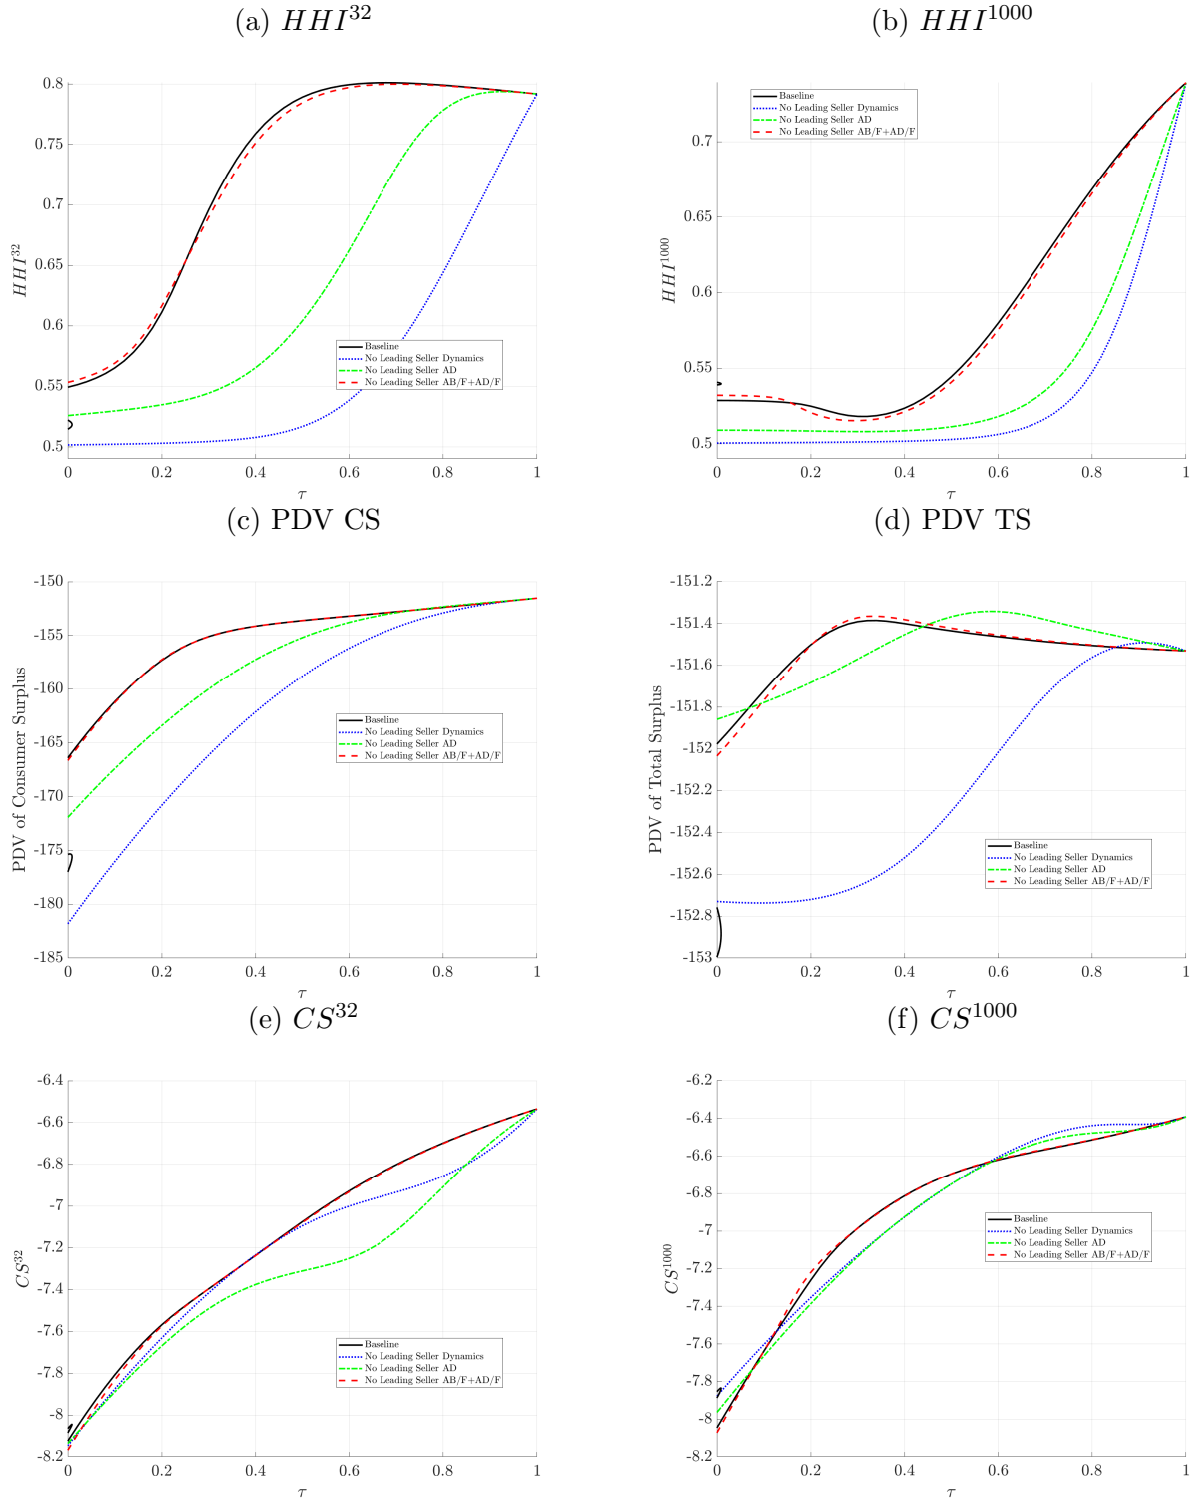 (a) HHI^32
0.8
0.75
0.7
0.65
0.6
0.55
0.5
HHI^32
Baseline
No Leading Seller Dynamics
No Leading Seller AD
No Leading Seller AB/F+AD/F
0 0.2 0.4 0.6 0.8 1
τ
(b) HHI^1000
0.7
0.65
0.6
0.55
0.5
HHI^1000
Baseline
No Leading Seller Dynamics
No Leading Seller AD
No Leading Seller AB/F+AD/F
0 0.2 0.4 0.6 0.8 1
τ
(c) PDV CS
-150
-155
-160
-165
-170
-175
-180
-185
PDV of Consumer Surplus
Baseline
No Leading Seller Dynamics
No Leading Seller AD
No Leading Seller AB/F+AD/F
0 0.2 0.4 0.6 0.8 1
τ
(d) PDV TS
-151.2
-151.4
-151.6
-151.8
-152
-152.2
-152.4
-152.6
-152.8
-153
PDV of Total Surplus
Baseline
No Leading Seller Dynamics
No Leading Seller AD
No Leading Seller AB/F+AD/F
0 0.2 0.4 0.6 0.8 1
τ
(e) CS^32
-6.4
-6.6
-6.8
-7
-7.2
-7.4
-7.6
-7.8
-8
-8.2
CS^32
Baseline
No Leading Seller Dynamics
No Leading Seller AD
No Leading Seller AB/F+AD/F
0 0.2 0.4 0.6 0.8 1
τ
(f) CS^1000
-6.2
-6.4
-6.6
-6.8
-7
-7.2
-7.4
-7.6
-7.8
-8
-8.2
CS^1000
Baseline
No Leading Seller Dynamics
No Leading Seller AD
No Leading Seller AB/F+AD/F
0 0.2 0.4 0.6 0.8 1
τ